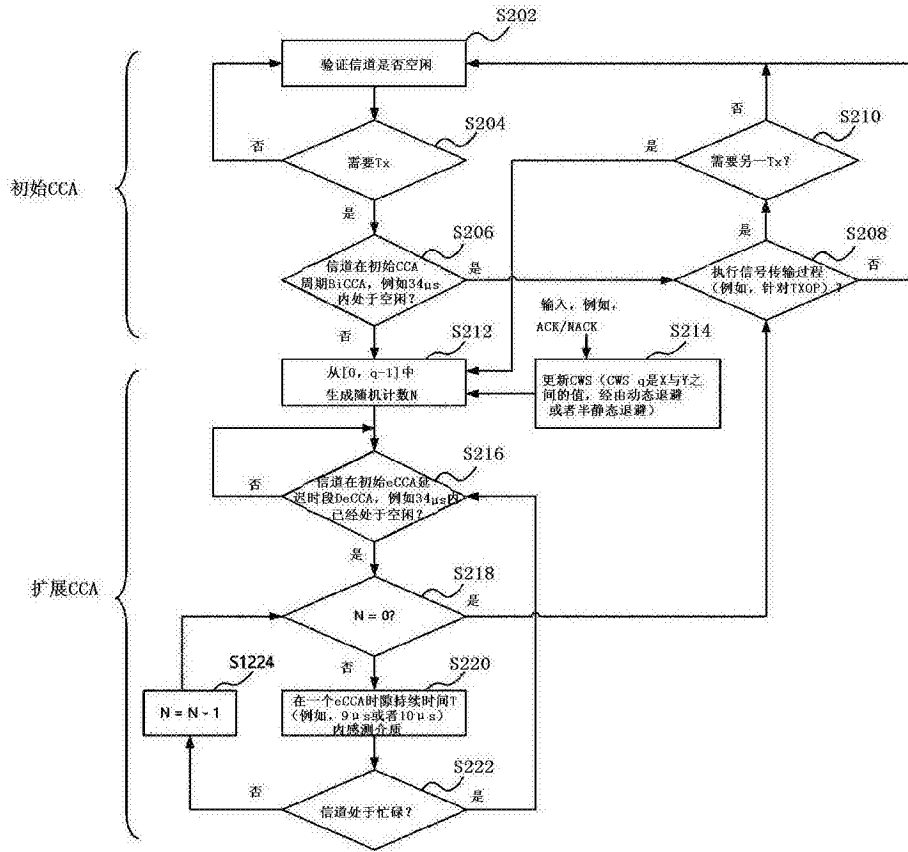 S202
验证信道是否空闲
S204
需要Tx
否
是
初始CCA
S206
信道在初始CCA
周期BiCCA，例如34μs
内处于空闲？
是
否
S210
需要另一Tx？
否
是
S208
执行信号传输过程
（例如，针对TXOP）？
是
否
S212
从[0，q-1]中
生成随机计数N
输入，例如，
ACK/NACK
S214
更新CWS（CWS q是X与Y之
间的值，经由动态退避
或者半静态退避）
S216
信道在初始eCCA延
迟时段DeCCA，例如34μs内
已经处于空闲？
否
是
扩展CCA
S218
N = 0?
是
否
S1224
N = N - 1
S220
在一个eCCA时隙持续时间T
（例如，9μs或者10μs）
内感测介质
S222
信道处于忙碌？
否
是